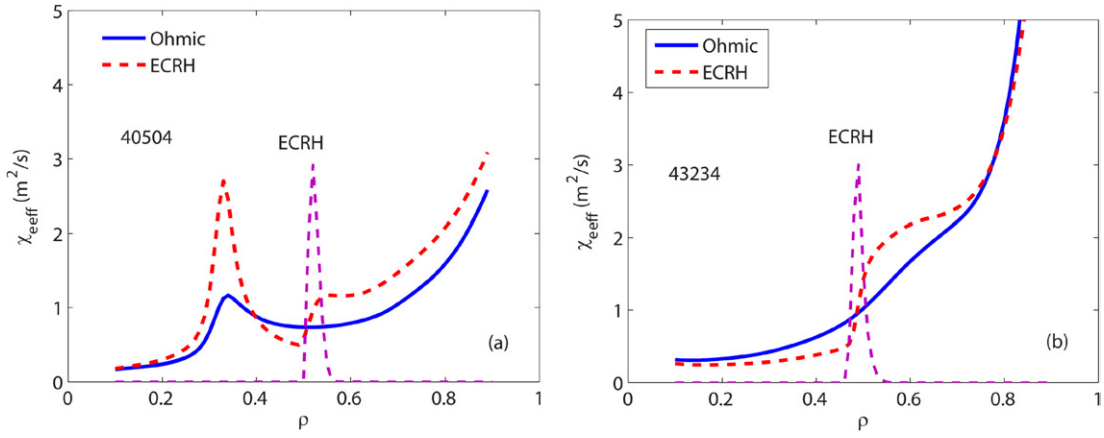 5
4
3
2
1
0
χeeff (m²/s)
Ohmic
ECRH
40504
ECRH
(a)
0 0.2 0.4 0.6 0.8 1
ρ
5
4
3
2
1
0
χeeff (m²/s)
Ohmic
ECRH
43234
ECRH
(b)
0 0.2 0.4 0.6 0.8 1
ρ